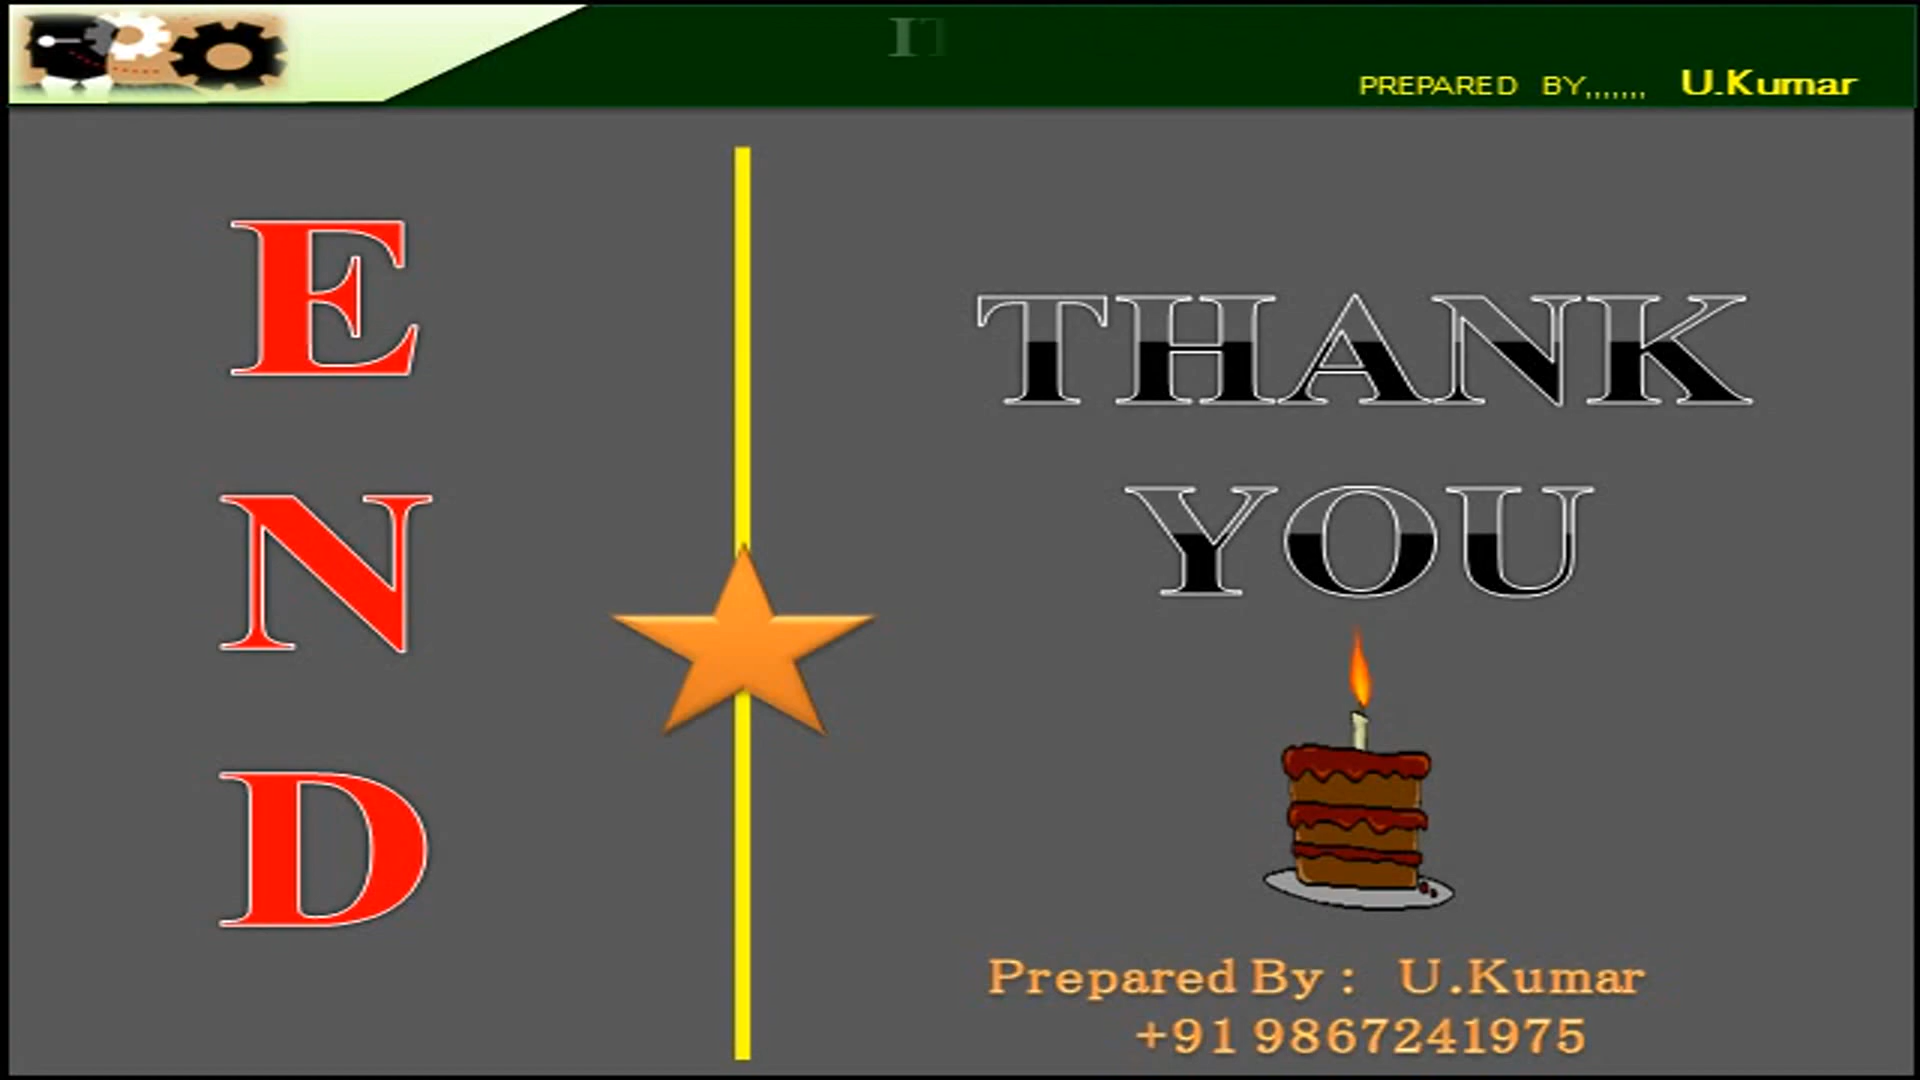 PREPARED BY,,,,,,, U.Kumar
E
N
D
THANK
YOU
Prepared By : U.Kumar
+91 9867241975